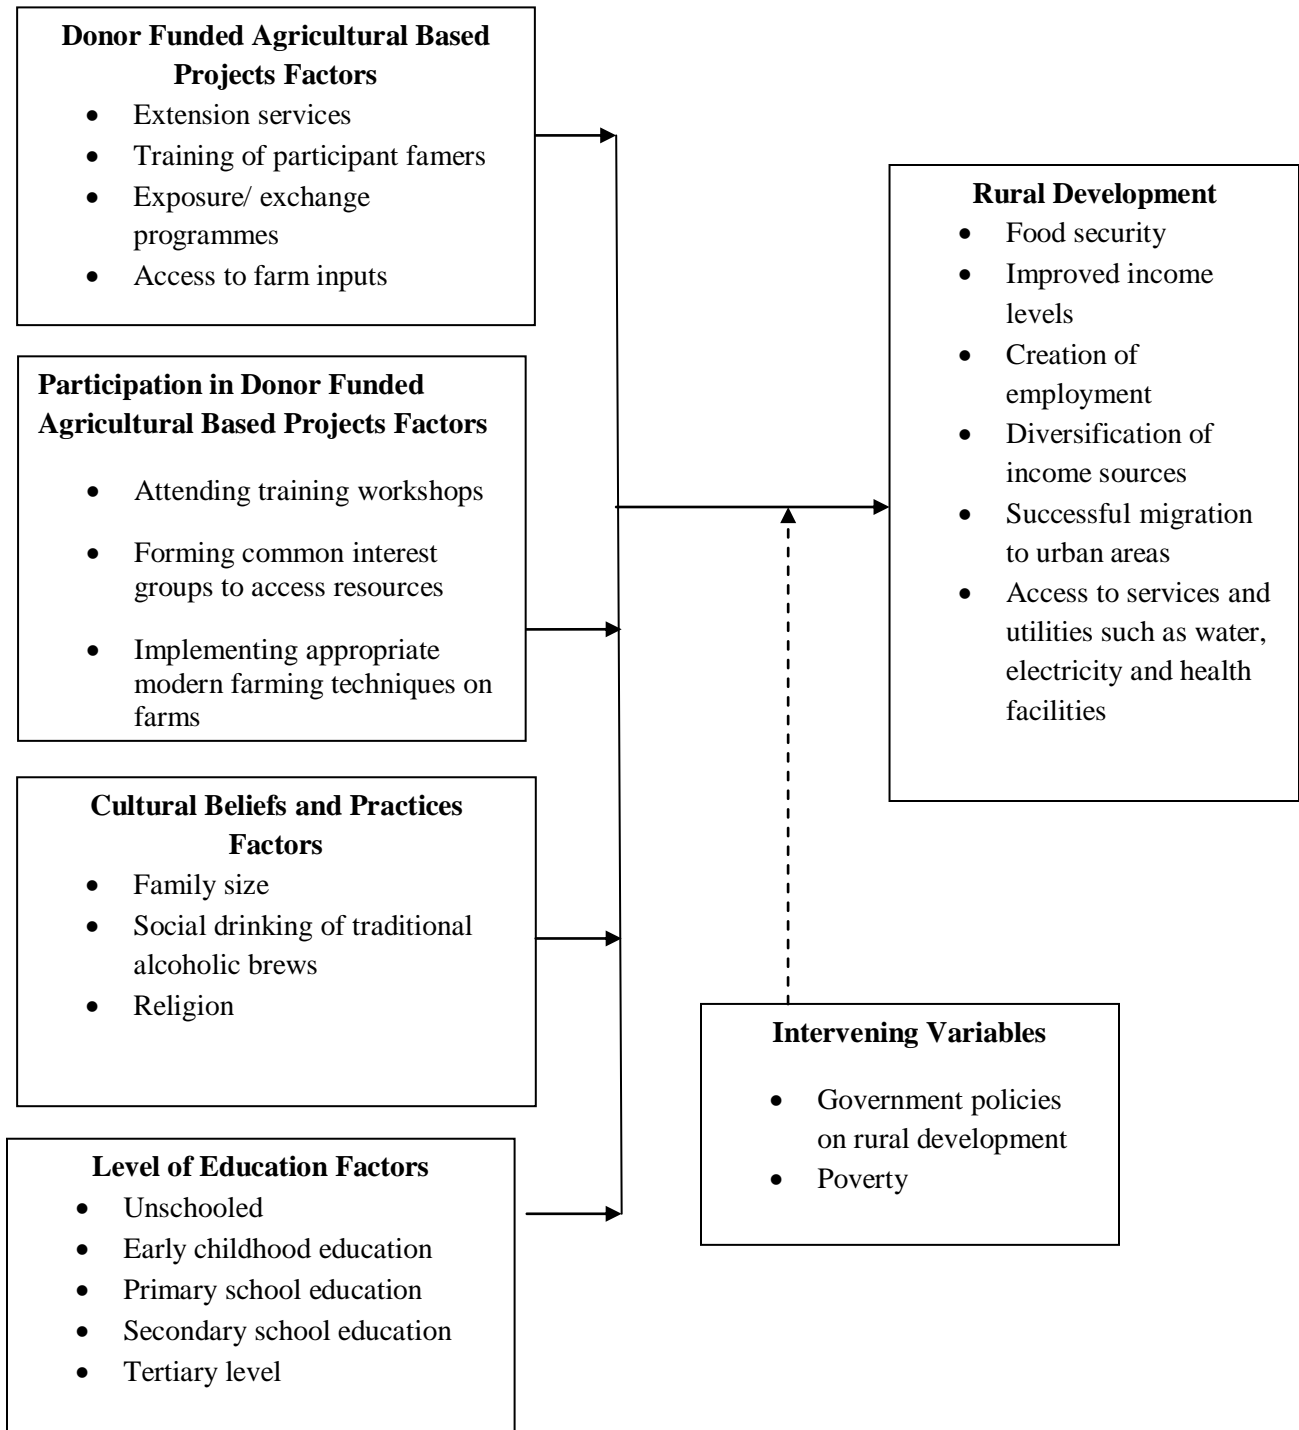 Donor Funded Agricultural Based
Projects Factors
• Extension services
• Training of participant famers
• Exposure/ exchange
programmes
• Access to farm inputs
Participation in Donor Funded
Agricultural Based Projects Factors
• Attending training workshops
• Forming common interest
groups to access resources
• Implementing appropriate
modern farming techniques on
farms
Cultural Beliefs and Practices
Factors
• Family size
• Social drinking of traditional
alcoholic brews
• Religion
Level of Education Factors
• Unschooled
• Early childhood education
• Primary school education
• Secondary school education
• Tertiary level
Rural Development
• Food security
• Improved income
levels
• Creation of
employment
• Diversification of
income sources
• Successful migration
to urban areas
• Access to services and
utilities such as water,
electricity and health
facilities
Intervening Variables
• Government policies
on rural development
• Poverty